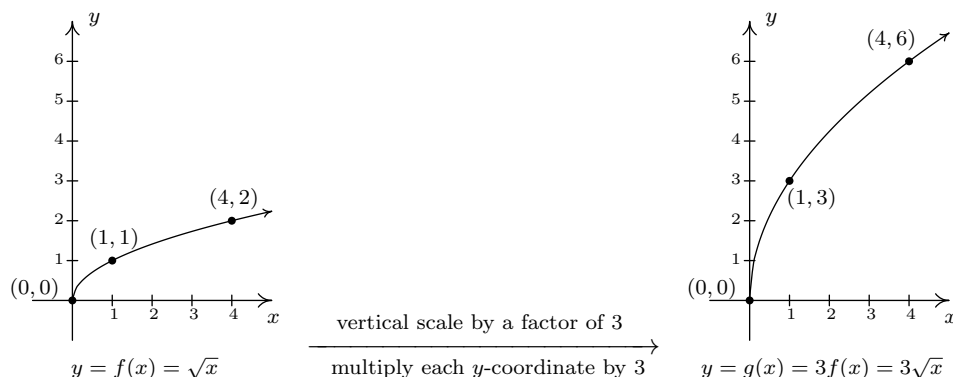 y
6
5
4
3
2
1
(4, 2)
(1, 1)
(0, 0)
1 2 3 4 x
y = f(x) = √x
vertical scale by a factor of 3
multiply each y-coordinate by 3
y
6
5
4
3
2
1
(4, 6)
(1, 3)
(0, 0)
1 2 3 4 x
y = g(x) = 3f(x) = 3√x